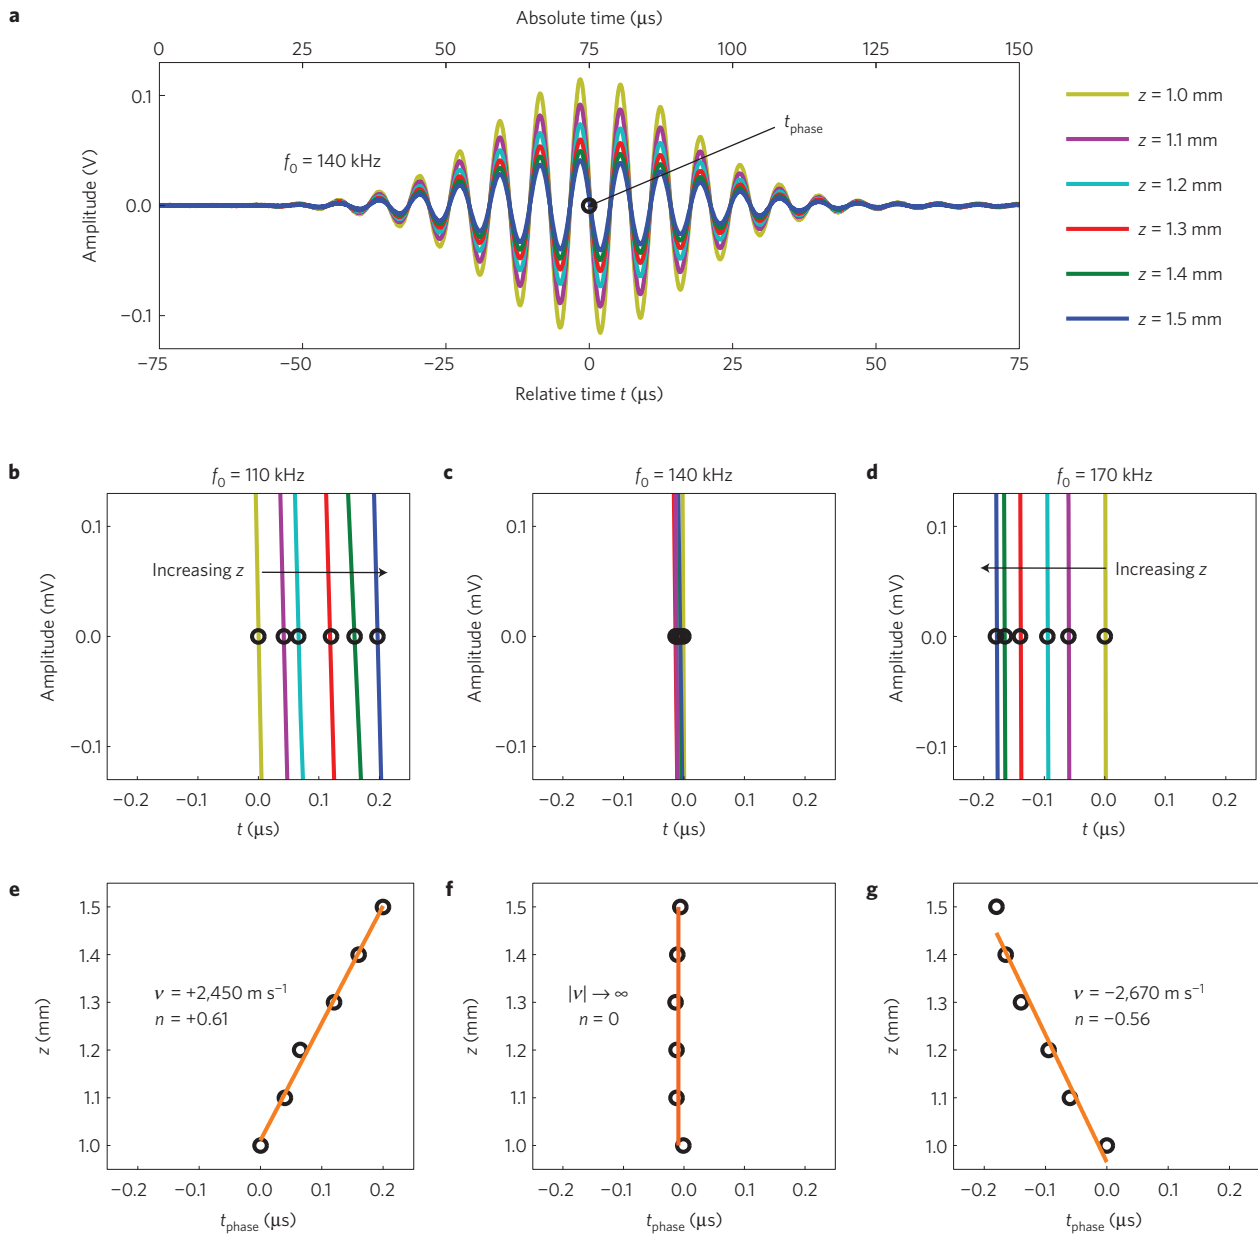 a
Absolute time (μs)
0 25 50 75 100 125 150
0.1
0.0
−0.1
Amplitude (V)
f0 = 140 kHz
tphase
−75 −50 −25 0 25 50 75
Relative time t (μs)
z = 1.0 mm
z = 1.1 mm
z = 1.2 mm
z = 1.3 mm
z = 1.4 mm
z = 1.5 mm
b
f0 = 110 kHz
0.1
0.0
−0.1
Amplitude (mV)
Increasing z
−0.2 −0.1 0.0 0.1 0.2
t (μs)
c
f0 = 140 kHz
0.1
0.0
−0.1
Amplitude (mV)
−0.2 −0.1 0.0 0.1 0.2
t (μs)
d
f0 = 170 kHz
0.1
0.0
−0.1
Amplitude (mV)
Increasing z
−0.2 −0.1 0.0 0.1 0.2
t (μs)
e
1.5
1.4
1.3
1.2
1.1
1.0
z (mm)
v = +2,450 m s−1
n = +0.61
−0.2 −0.1 0.0 0.1 0.2
tphase (μs)
f
1.5
1.4
1.3
1.2
1.1
1.0
z (mm)
|v| → ∞
n = 0
−0.2 −0.1 0.0 0.1 0.2
tphase (μs)
g
1.5
1.4
1.3
1.2
1.1
1.0
z (mm)
v = −2,670 m s−1
n = −0.56
−0.2 −0.1 0.0 0.1 0.2
tphase (μs)